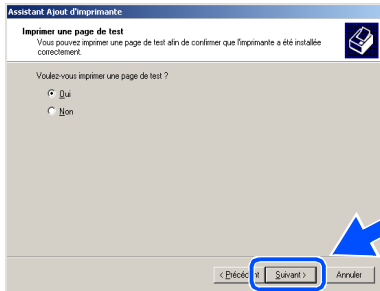 Assistant Ajout d'imprimante
Imprimer une page de test
Vous pouvez imprimer une page de test afin de confirmer que l'imprimante a été installée
correctement.
Voulez-vous imprimer une page de test ?
Oui
Non
< Précédent Suivant > Annuler